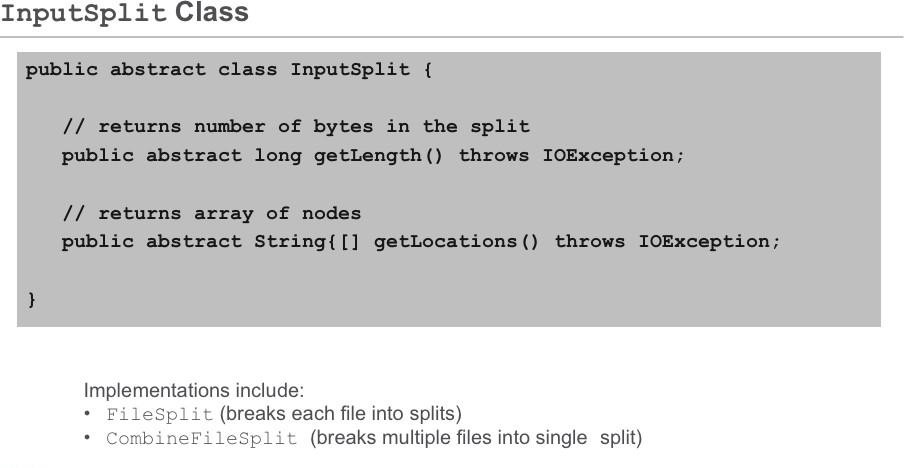 InputSplit Class
public abstract class InputSplit {
// returns number of bytes in the split
public abstract long getLength() throws IOException;
// returns array of nodes
public abstract String{[] getLocations() throws IOException;
}
Implementations include:
• FileSplit (breaks each file into splits)
• CombineFileSplit (breaks multiple files into single split)